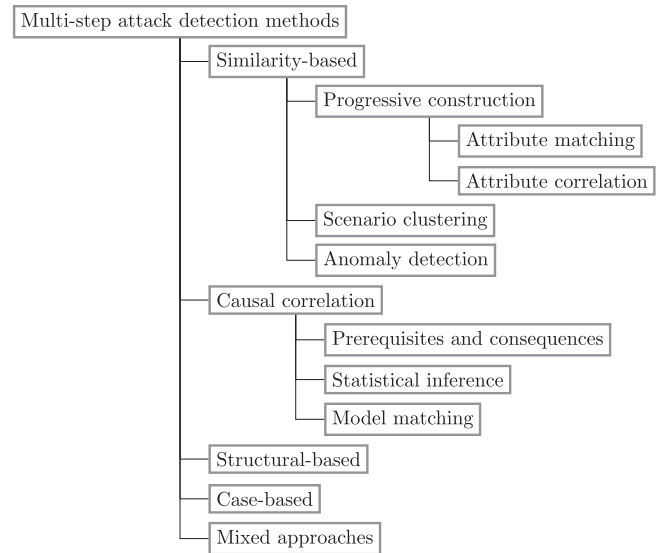 Multi-step attack detection methods
Similarity-based
Progressive construction
Attribute matching
Attribute correlation
Scenario clustering
Anomaly detection
Causal correlation
Prerequisites and consequences
Statistical inference
Model matching
Structural-based
Case-based
Mixed approaches